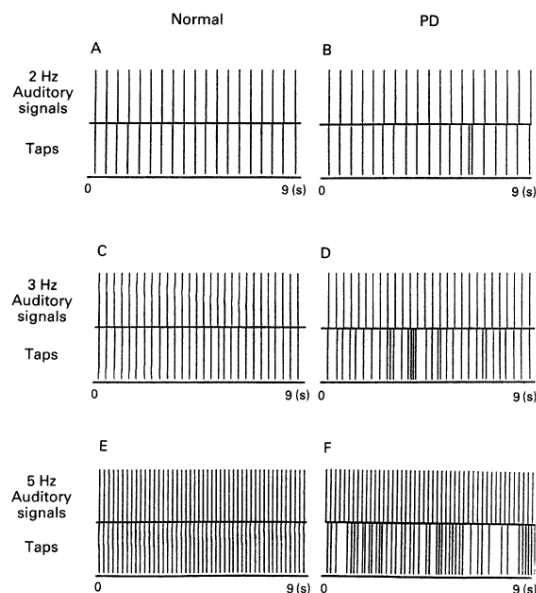 Normal PD
A B
2 Hz
Auditory
signals
Taps
0 9 (s) 0 9 (s)
C D
3 Hz
Auditory
signals
Taps
0 9 (s) 0 9 (s)
E F
5 Hz
Auditory
signals
Taps
0 9 (s) 0 9 (s)